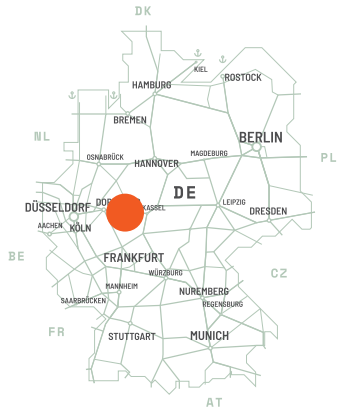 DK
KIEL
ROSTOCK
HAMBURG
BREMEN
NL
BERLIN
OSNABRÜCK
HANNOVER
MAGDEBURG
PL
DE
DÜSSELDORF
KASSEL
LEIPZIG
DRESDEN
AACHEN
KÖLN
BE
FRANKFURT
WÜRZBURG
CZ
MANNHEIM
NUREMBERG
SAARBRÜCKEN
REGENSBURG
FR
STUTTGART
MUNICH
AT